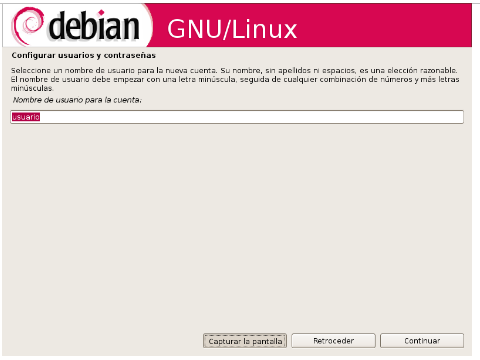 debian GNU/Linux
Configurar usuarios y contraseñas
Seleccione un nombre de usuario para la nueva cuenta. Su nombre, sin apellidos ni espacios, es una elección razonable.
El nombre de usuario debe empezar con una letra minúscula, seguida de cualquier combinación de números y más letras
minúsculas.
Nombre de usuario para la cuenta:
usuario
Capturar la pantalla Retroceder Continuar